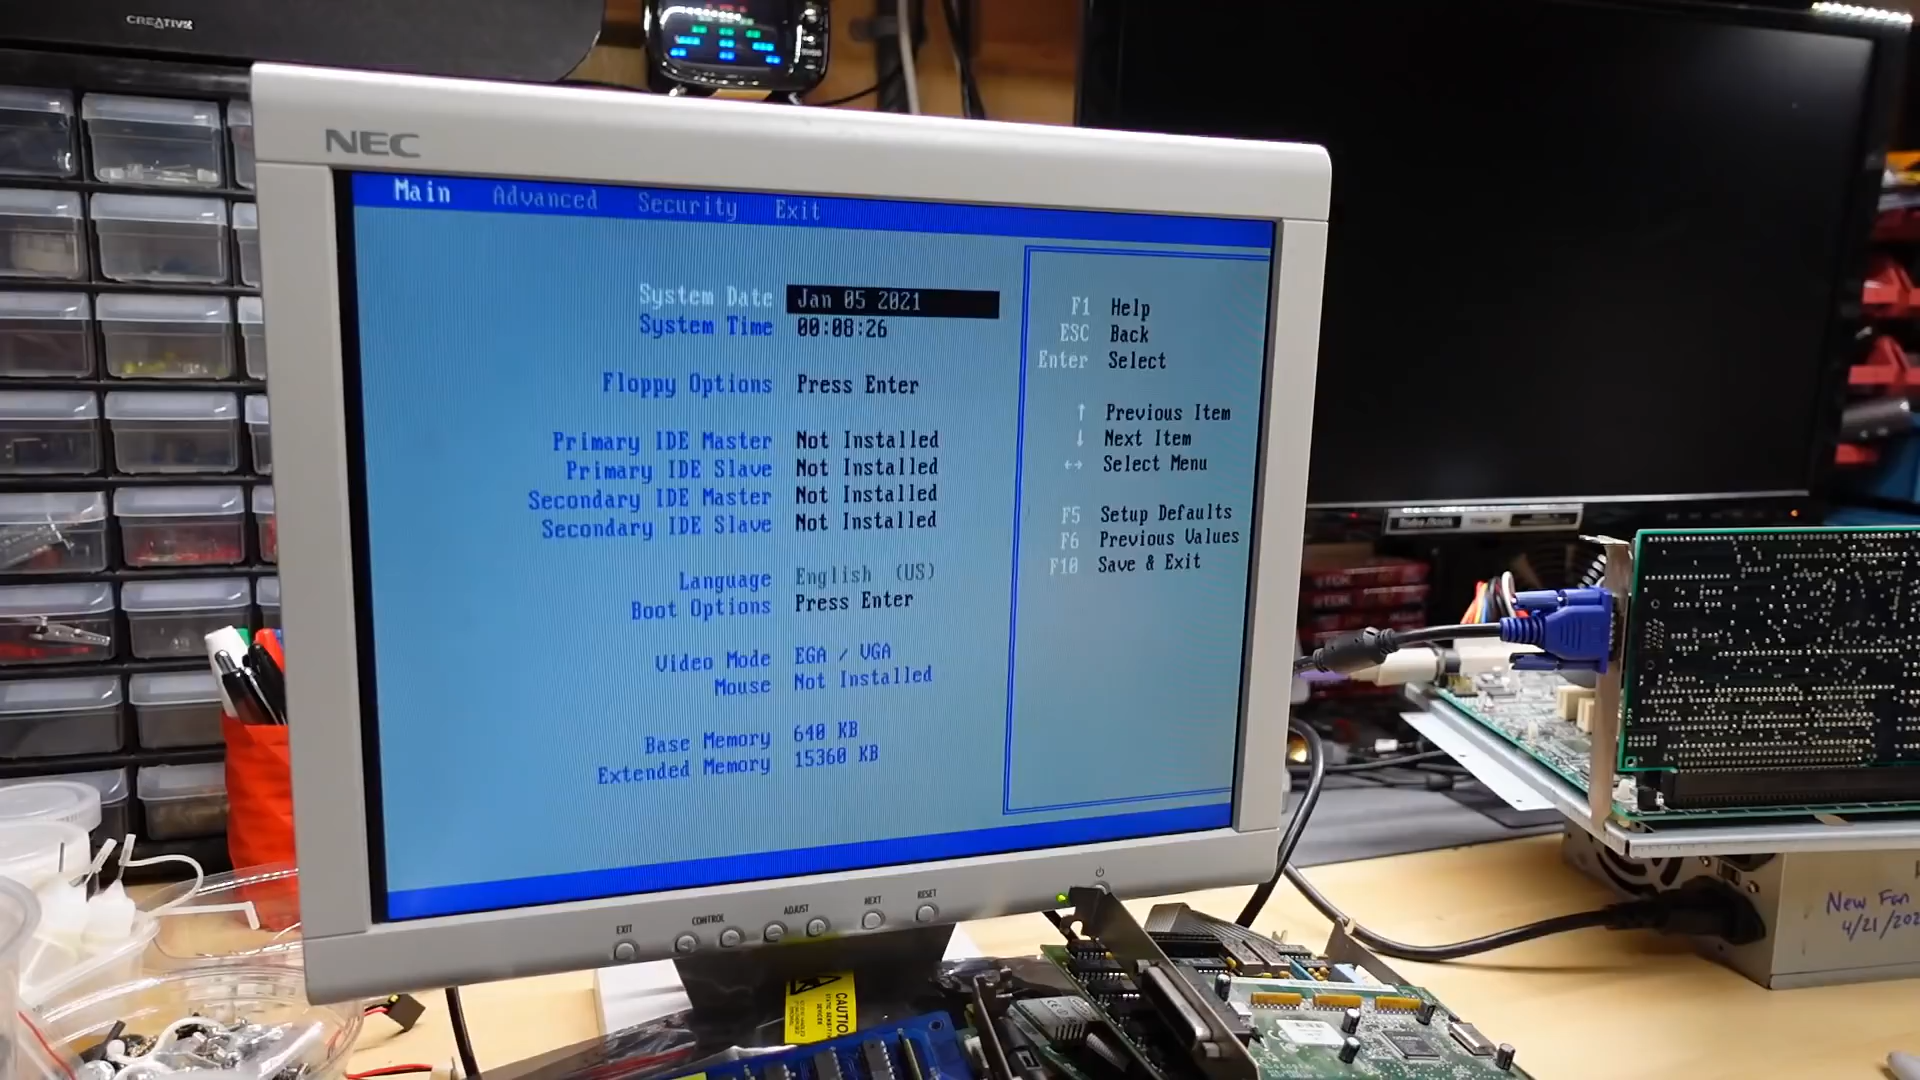 CREATIVE
NEC
Main Advanced Security Exit
System Date Jan 05 2021
System Time 00:08:26
Floppy Options Press Enter
Primary IDE Master Not Installed
Primary IDE Slave Not Installed
Secondary IDE Master Not Installed
Secondary IDE Slave Not Installed
Language English (US)
Boot Options Press Enter
Video Mode EGA / VGA
Mouse Not Installed
Base Memory 640 KB
Extended Memory 15360 KB
F1 Help
ESC Back
Enter Select
↑ Previous Item
↓ Next Item
↔ Select Menu
F5 Setup Defaults
F6 Previous Values
F10 Save & Exit
EXIT CONTROL ADJUST NEXT RESET
CAUTION
TDK
New Fan